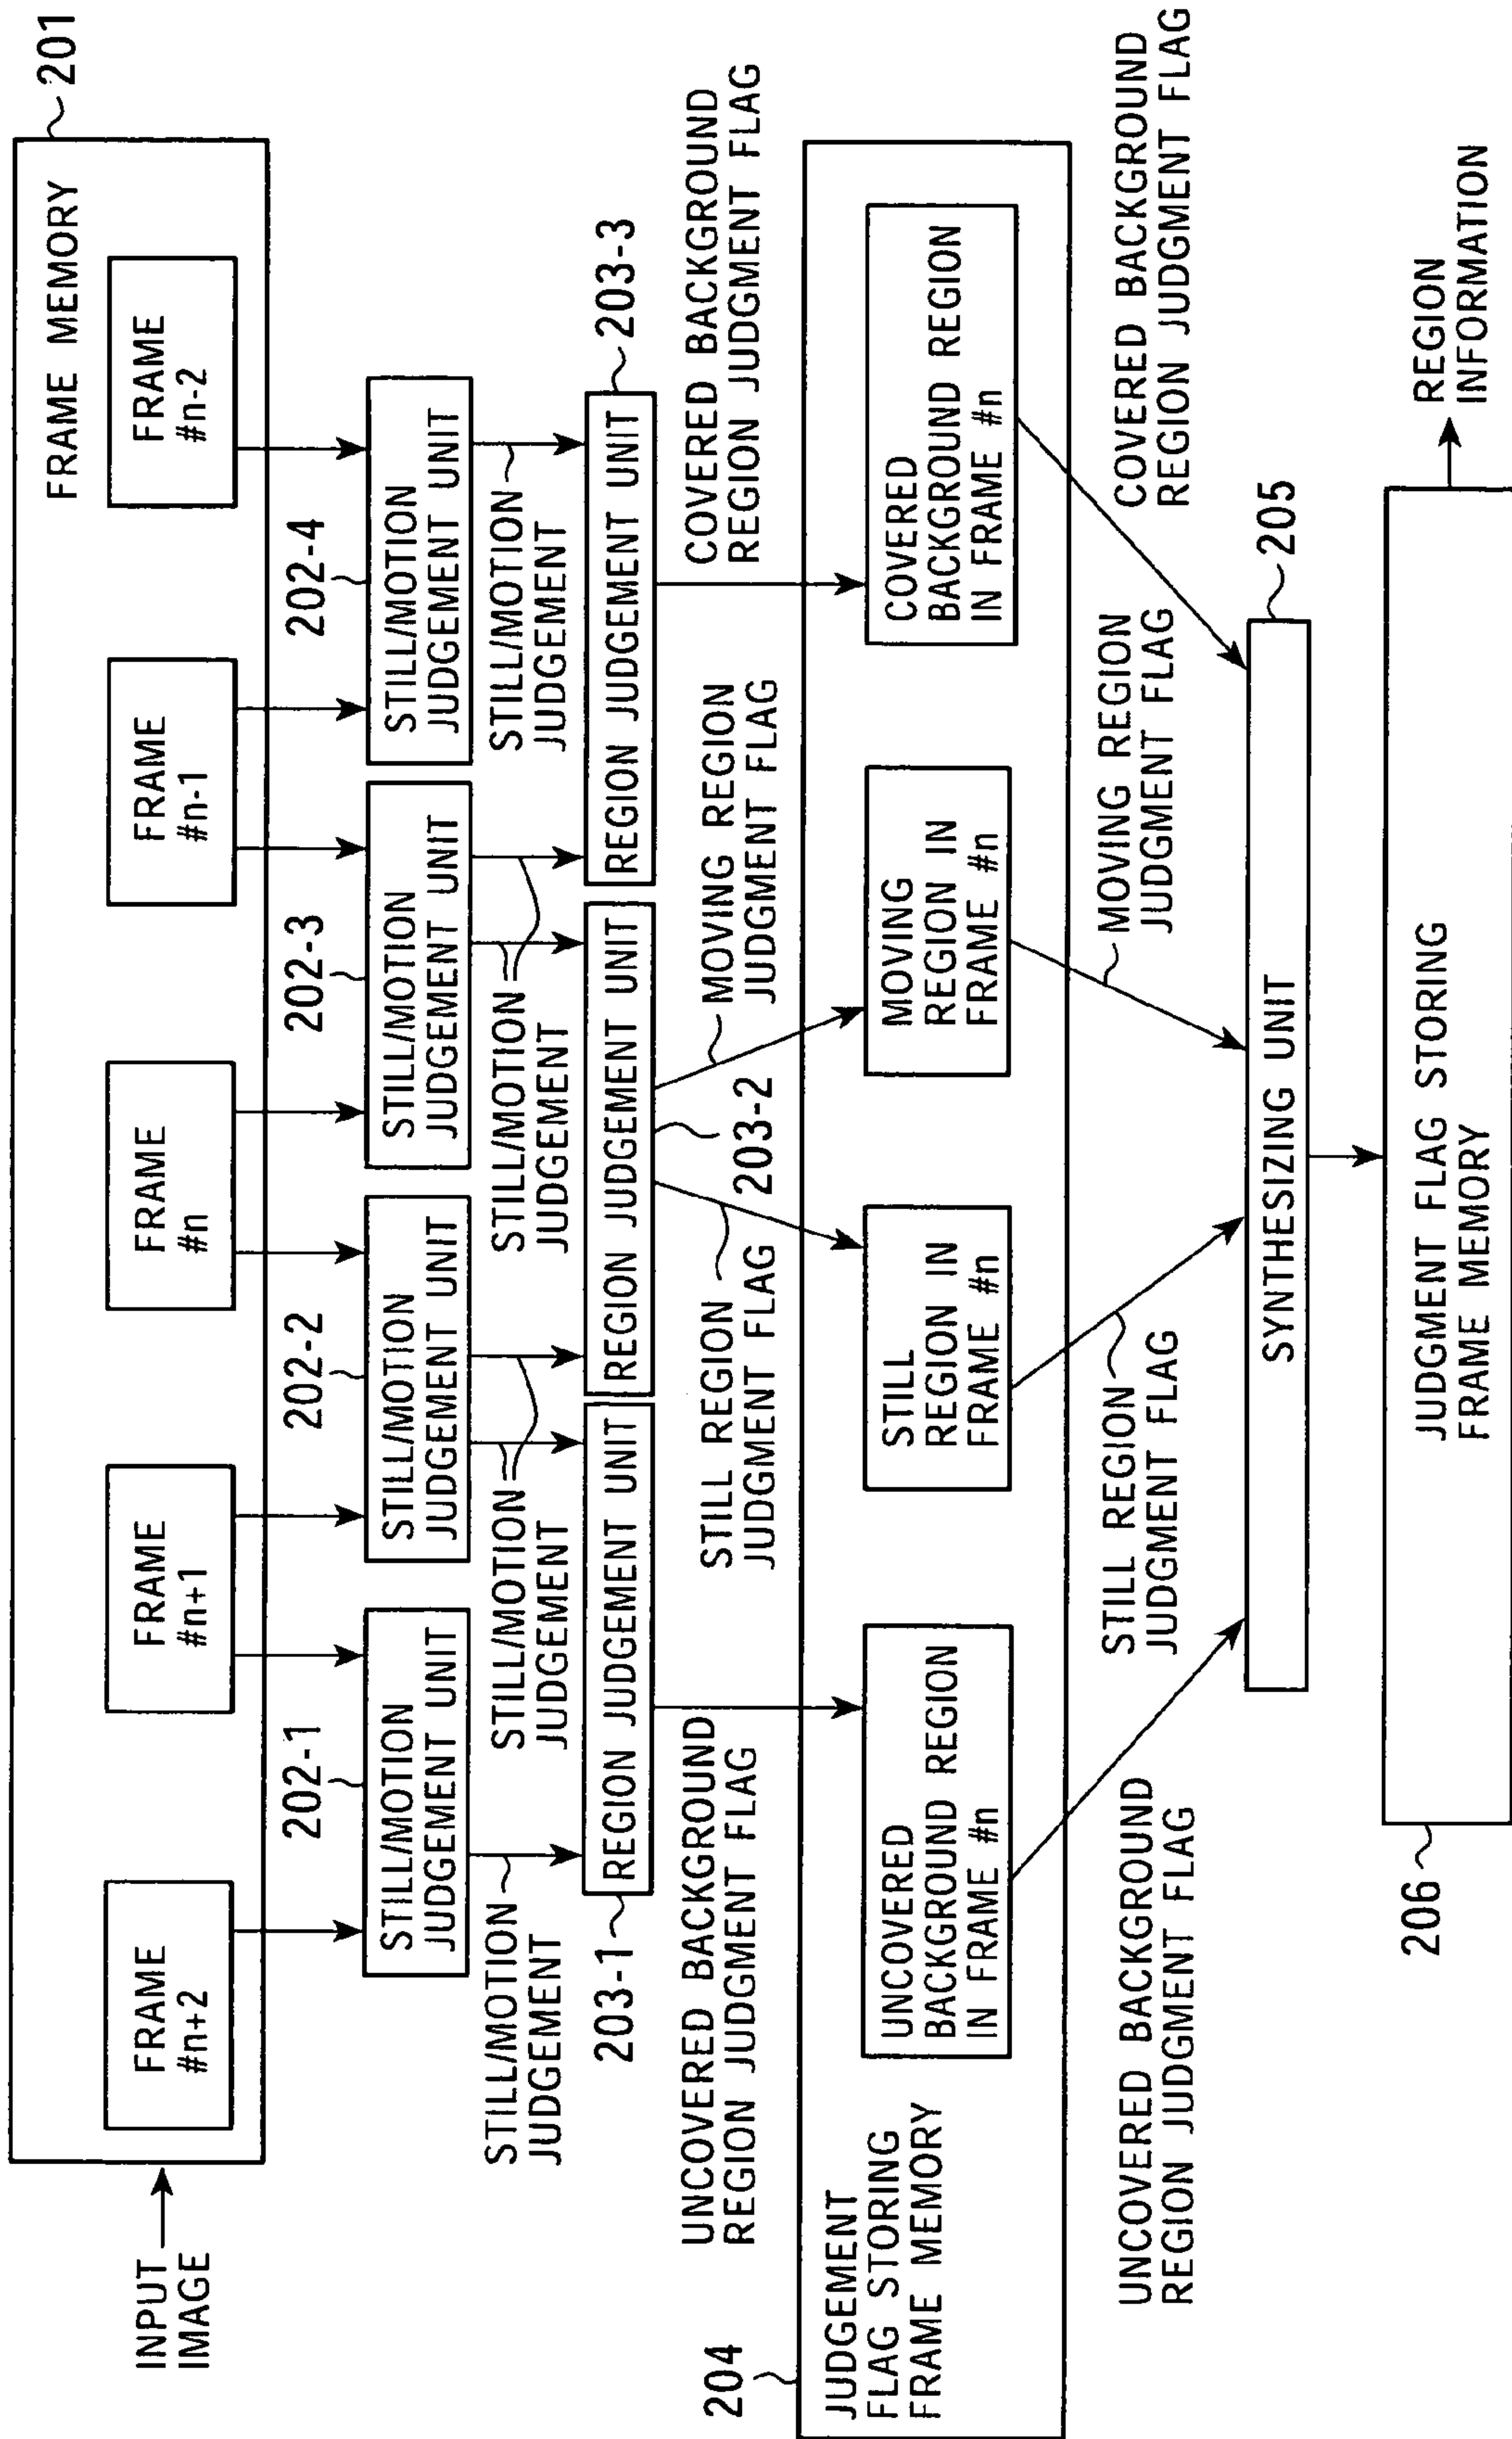 FRAME MEMORY
201
INPUT
IMAGE
FRAME
#n+2
FRAME
#n+1
FRAME
#n
FRAME
#n-1
FRAME
#n-2
202-1
202-2
202-3
202-4
STILL/MOTION
JUDGEMENT UNIT
STILL/MOTION
JUDGEMENT UNIT
STILL/MOTION
JUDGEMENT UNIT
STILL/MOTION
JUDGEMENT UNIT
STILL/MOTION
JUDGEMENT
STILL/MOTION
JUDGEMENT
STILL/MOTION
JUDGEMENT
STILL/MOTION
JUDGEMENT
203-1
REGION JUDGEMENT UNIT
REGION JUDGEMENT UNIT
REGION JUDGEMENT UNIT
203-3
203-2
UNCOVERED BACKGROUND
REGION JUDGMENT FLAG
STILL REGION
JUDGMENT FLAG
MOVING REGION
JUDGMENT FLAG
COVERED BACKGROUND
REGION JUDGMENT FLAG
204
JUDGEMENT
FLAG STORING
FRAME MEMORY
UNCOVERED
BACKGROUND REGION
IN FRAME #n
STILL
REGION IN
FRAME #n
MOVING
REGION IN
FRAME #n
COVERED
BACKGROUND REGION
IN FRAME #n
UNCOVERED BACKGROUND
REGION JUDGMENT FLAG
STILL REGION
JUDGMENT FLAG
MOVING REGION
JUDGMENT FLAG
COVERED BACKGROUND
REGION JUDGMENT FLAG
SYNTHESIZING UNIT
205
206
JUDGMENT FLAG STORING
FRAME MEMORY
REGION
INFORMATION